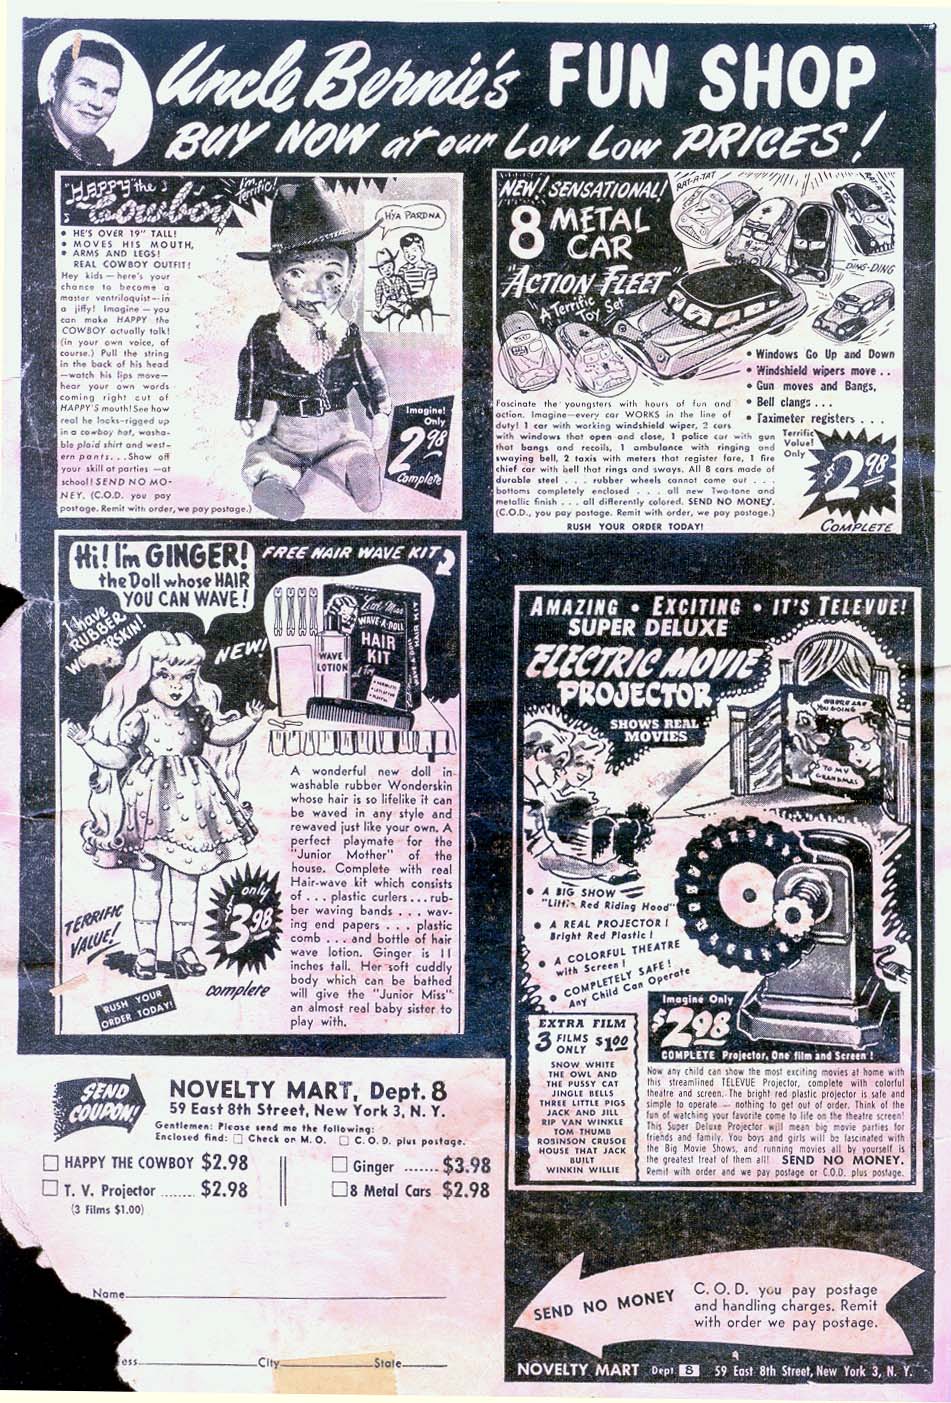 Uncle Bernie's FUN SHOP
BUY NOW at our Low Low PRICES!
"HAPPY" the
Cowboy
I'm Terrific!
HYA PARDNA
• HE'S OVER 19" TALL!
• MOVES HIS MOUTH,
• ARMS AND LEGS!
REAL COWBOY OUTFIT!
Hey kids — here's your
chance to become a
master ventriloquist — in
a jiffy! Imagine — you
can make HAPPY the
COWBOY actually talk!
(in your own voice, of
course.) Pull the string
in the back of his head
—watch his lips move—
hear your own words
coming right out of
HAPPY'S mouth! See how
real he looks—rigged up
in a cowboy hat, washa-
ble plaid shirt and west-
ern pants... Show off
your skill at parties —at
school! SEND NO MO-
NEY. (C.O.D. you pay
postage. Remit with order, we pay postage.)
Imagine!
Only
2 98
Complete
NEW! SENSATIONAL!
8 METAL
CAR
"ACTION FLEET"
A Terrific
Toy Set
RAT-A-TAT
RAT-A-TAT
DING-DING
• Windows Go Up and Down
• Windshield wipers move . .
• Gun moves and Bangs,
• Bell clangs . . .
• Taximeter registers . . .
Fascinate the youngsters with hours of fun and
action. Imagine—every car WORKS in the line of
duty! 1 car with working windshield wiper, 2 cars
with windows that open and close, 1 police car with gun
that bangs and recoils, 1 ambulance with ringing and
swaying bell, 2 taxis with meters that register fare, 1 fire
chief car with bell that rings and sways. All 8 cars made of
durable steel . . . rubber wheels cannot come out . . .
bottoms completely enclosed . . . all new Two-tone and
metallic finish . . . all differently colored. SEND NO MONEY.
(C.O.D., you pay postage. Remit with order, we pay postage.)
RUSH YOUR ORDER TODAY!
Terrific
Value!
Only
$2 98
COMPLETE
Hi! I'm GINGER!
the Doll whose HAIR
YOU CAN WAVE!
I have
RUBBER
WONDERSKIN!
NEW!
FREE HAIR WAVE KIT
WAVE
LOTION
Little Miss
WAVE-A-DOLL
HAIR
KIT
A wonderful new doll in
washable rubber Wonderskin
whose hair is so lifelike it can
be waved in any style and
rewaved just like your own. A
perfect playmate for the
"Junior Mother" of the
house. Complete with real
Hair-wave kit which consists
of . . . plastic curlers . . . rub-
ber waving bands . . . wav-
ing end papers . . . plastic
comb . . . and bottle of hair
wave lotion. Ginger is 11
inches tall. Her soft cuddly
body which can be bathed
will give the "Junior Miss"
an almost real baby sister to
play with.
TERRIFIC
VALUE!
only
$3.98
complete
RUSH YOUR
ORDER TODAY!
AMAZING • EXCITING • IT'S TELEVUE!
SUPER DELUXE
ELECTRIC MOVIE
PROJECTOR
SHOWS REAL
MOVIES
WHERE ARE
YOU GOING
TO MY
GRANDMAS
• A BIG SHOW
"Little Red Riding Hood"
• A REAL PROJECTOR!
Bright Red Plastic!
• A COLORFUL THEATRE
with Screen!
• COMPLETELY SAFE!
Any Child Can Operate
Imagine Only
$2 98
COMPLETE Projector, One film and Screen!
EXTRA FILM
3 FILMS ONLY $1 00
SNOW WHITE
THE OWL AND
THE PUSSY CAT
JINGLE BELLS
THREE LITTLE PIGS
JACK AND JILL
RIP VAN WINKLE
TOM THUMB
ROBINSON CRUSOE
HOUSE THAT JACK
BUILT
WINKIN WILLIE
Now any child can show the most exciting movies at home with
this streamlined TELEVUE Projector, complete with colorful
theatre and screen. The bright red plastic projector is safe and
simple to operate — nothing to get out of order. Think of the
fun of watching your favorite come to life on the theatre screen!
This Super Deluxe Projector will mean big movie parties for
friends and family. You boys and girls will be fascinated with
the Big Movie Shows, and running movies all by yourself is
the greatest treat of them all! SEND NO MONEY.
Remit with order and we pay postage or C.O.D. plus postage.
SEND
COUPON!
NOVELTY MART, Dept. 8
59 East 8th Street, New York 3, N. Y.
Gentlemen: Please send me the following:
Enclosed find: ☐ Check or M. O. ☐ C. O. D. plus postage.
☐ HAPPY THE COWBOY $2.98
☐ T. V. Projector ........ $2.98
(3 Films $1.00)
☐ Ginger ....... $3.98
☐ 8 Metal Cars $2.98
Name
ess City State
SEND NO MONEY
C. O. D. you pay postage
and handling charges. Remit
with order we pay postage.
NOVELTY MART Dept. 8 59 East 8th Street, New York 3, N. Y.